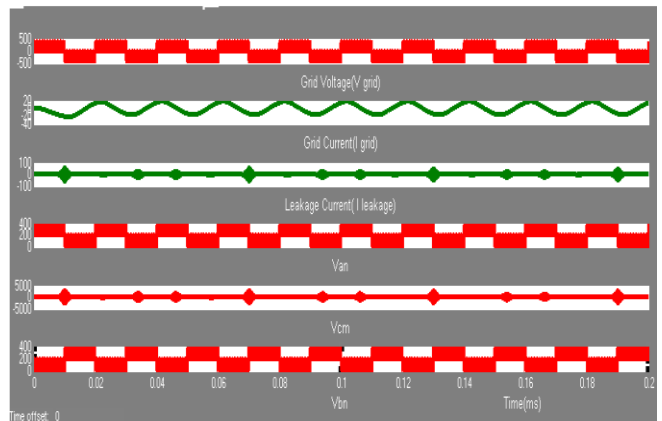 500
0
-500
Grid Voltage(V grid)
20
-40
Grid Current(I grid)
100
0
-100
Leakage Current( I leakage)
400
200
0
Van
5000
0
-5000
Vcm
400
200
0
0 0.02 0.04 0.06 0.08 0.1 0.12 0.14 0.16 0.18 0.2
Vbn Time(ms)
Time offset: 0